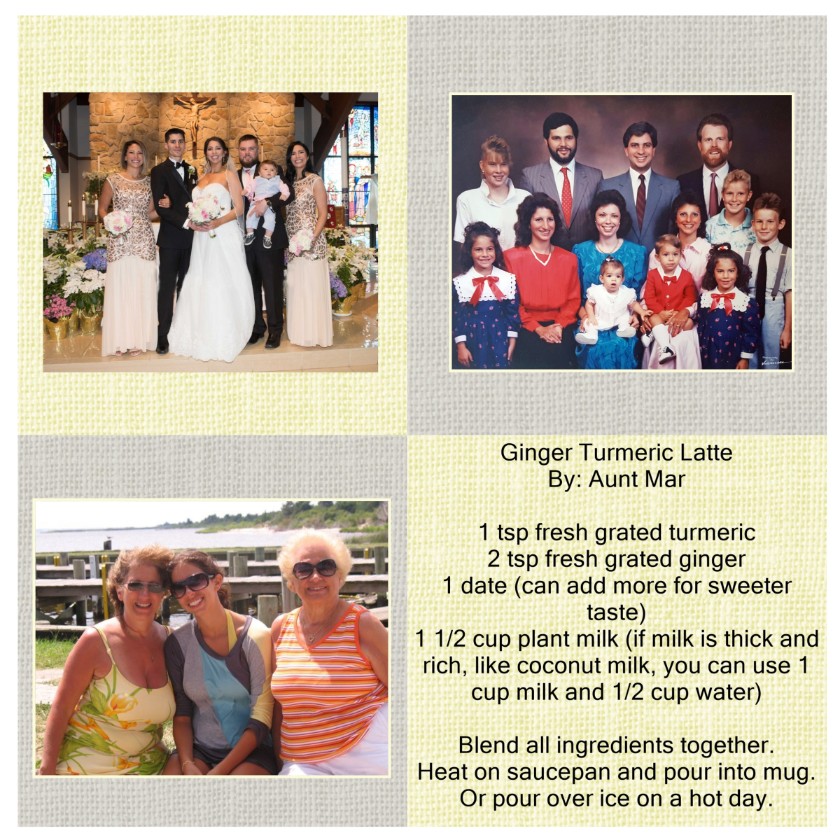 Ginger Turmeric Latte
By: Aunt Mar
1 tsp fresh grated turmeric
2 tsp fresh grated ginger
1 date (can add more for sweeter
taste)
1 1/2 cup plant milk (if milk is thick and
rich, like coconut milk, you can use 1
cup milk and 1/2 cup water)
Blend all ingredients together.
Heat on saucepan and pour into mug.
Or pour over ice on a hot day.